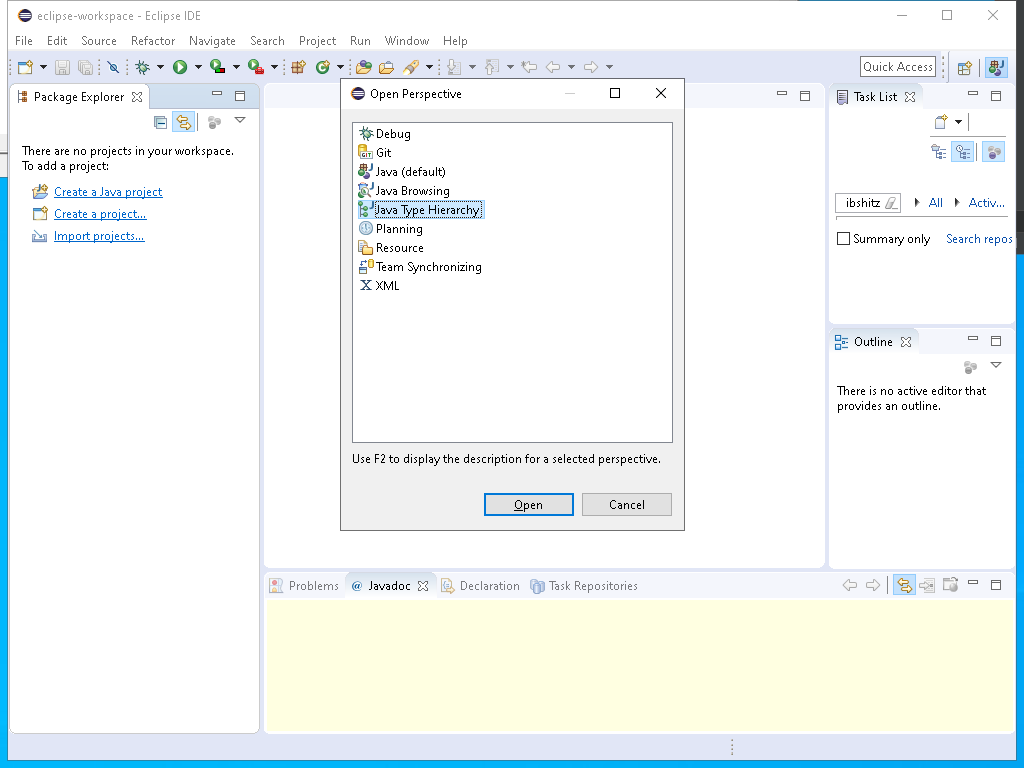 eclipse-workspace - Eclipse IDE
File Edit Source Refactor Navigate Search Project Run Window Help
Quick Access
Package Explorer
There are no projects in your workspace.
To add a project:
Create a Java project
Create a project...
Import projects...
Open Perspective
Debug
Git
Java (default)
Java Browsing
Java Type Hierarchy
Planning
Resource
Team Synchronizing
XML
Use F2 to display the description for a selected perspective.
Open Cancel
Task List
ibshitz All Activ...
Summary only Search repos
Outline
There is no active editor that
provides an outline.
Problems @ Javadoc Declaration Task Repositories